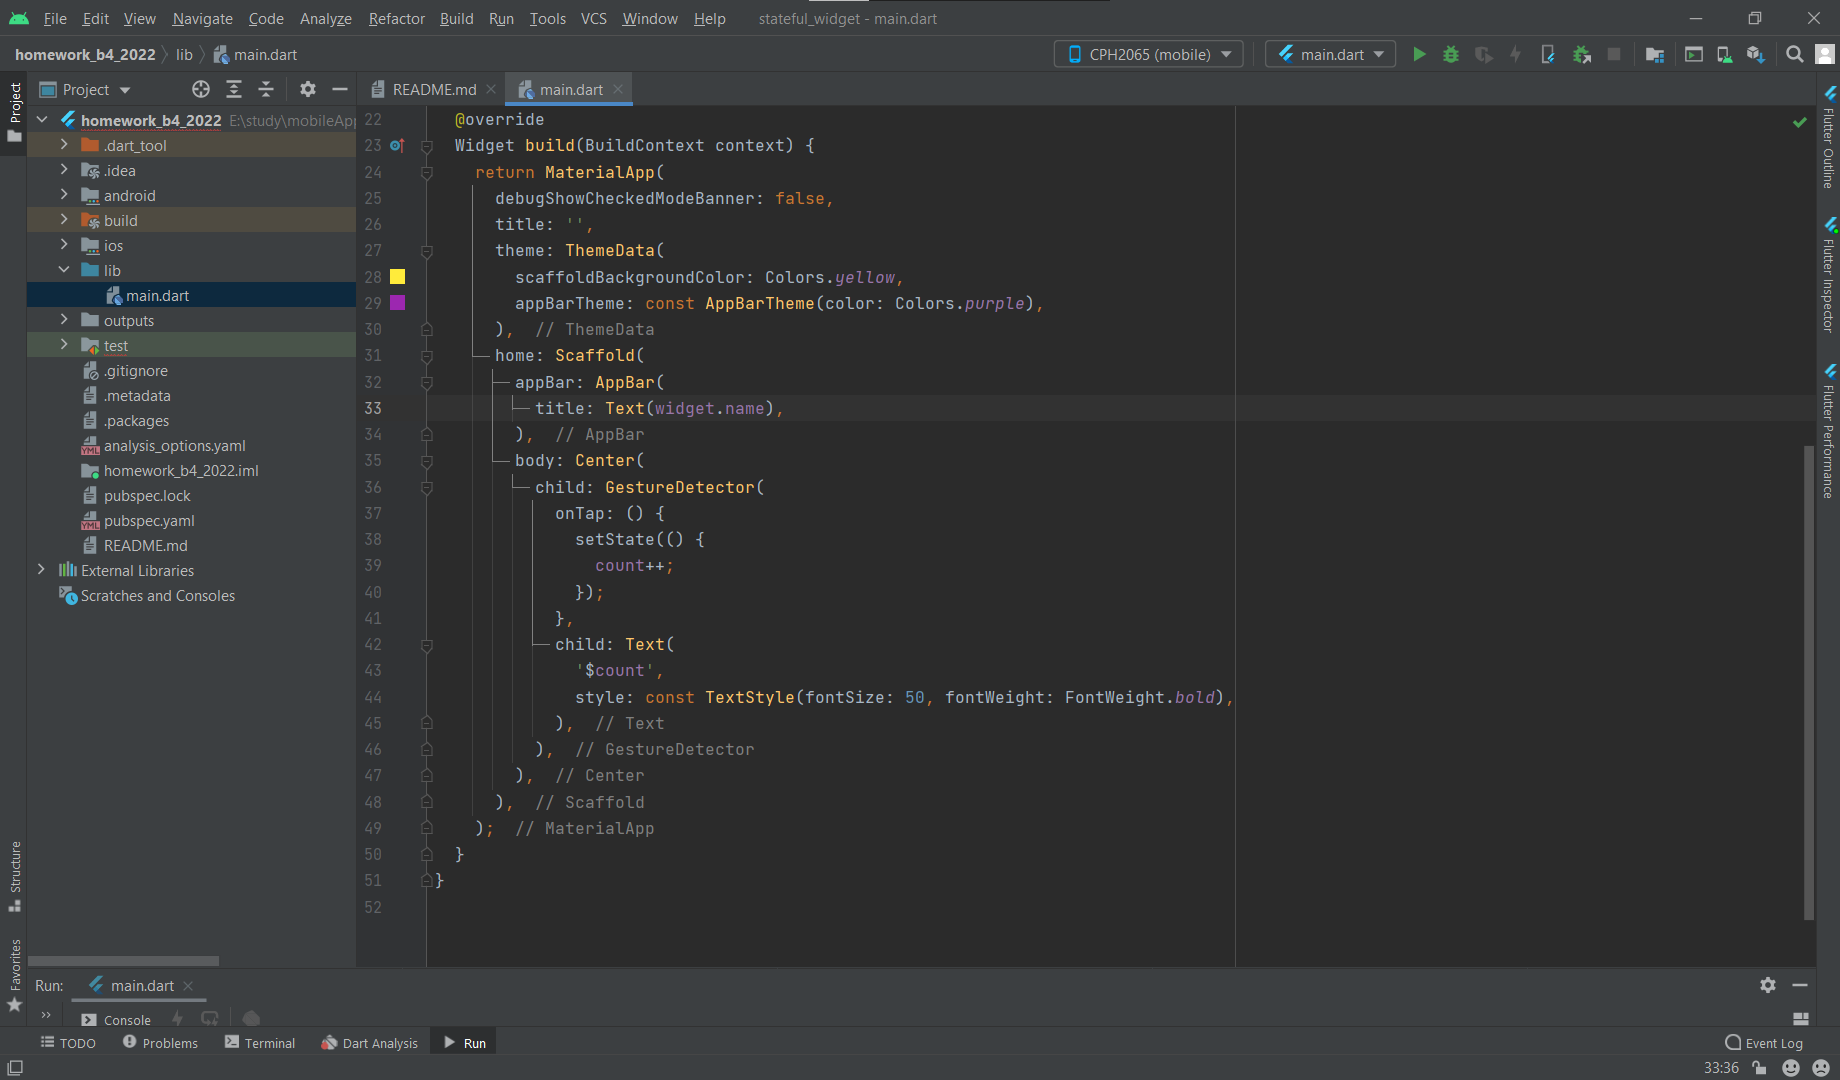 File Edit View Navigate Code Analyze Refactor Build Run Tools VCS Window Help stateful_widget - main.dart
homework_b4_2022 lib main.dart CPH2065 (mobile) main.dart
Project
Project
README.md main.dart
homework_b4_2022 E:\study\mobileApp
.dart_tool
.idea
android
build
ios
lib
main.dart
outputs
test
.gitignore
.metadata
.packages
analysis_options.yaml
homework_b4_2022.iml
pubspec.lock
pubspec.yaml
README.md
External Libraries
Scratches and Consoles
22 @override
23 Widget build(BuildContext context) {
24 return MaterialApp(
25 debugShowCheckedModeBanner: false,
26 title: '',
27 theme: ThemeData(
28 scaffoldBackgroundColor: Colors.yellow,
29 appBarTheme: const AppBarTheme(color: Colors.purple),
30 ), // ThemeData
31 home: Scaffold(
32 appBar: AppBar(
33 title: Text(widget.name),
34 ), // AppBar
35 body: Center(
36 child: GestureDetector(
37 onTap: () {
38 setState(() {
39 count++;
40 });
41 },
42 child: Text(
43 '$count',
44 style: const TextStyle(fontSize: 50, fontWeight: FontWeight.bold),
45 ), // Text
46 ), // GestureDetector
47 ), // Center
48 ), // Scaffold
49 ); // MaterialApp
50 }
51 }
52
Flutter Outline
Flutter Inspector
Flutter Performance
Structure
Favorites
Run: main.dart
Console
TODO Problems Terminal Dart Analysis Run Event Log
33:36